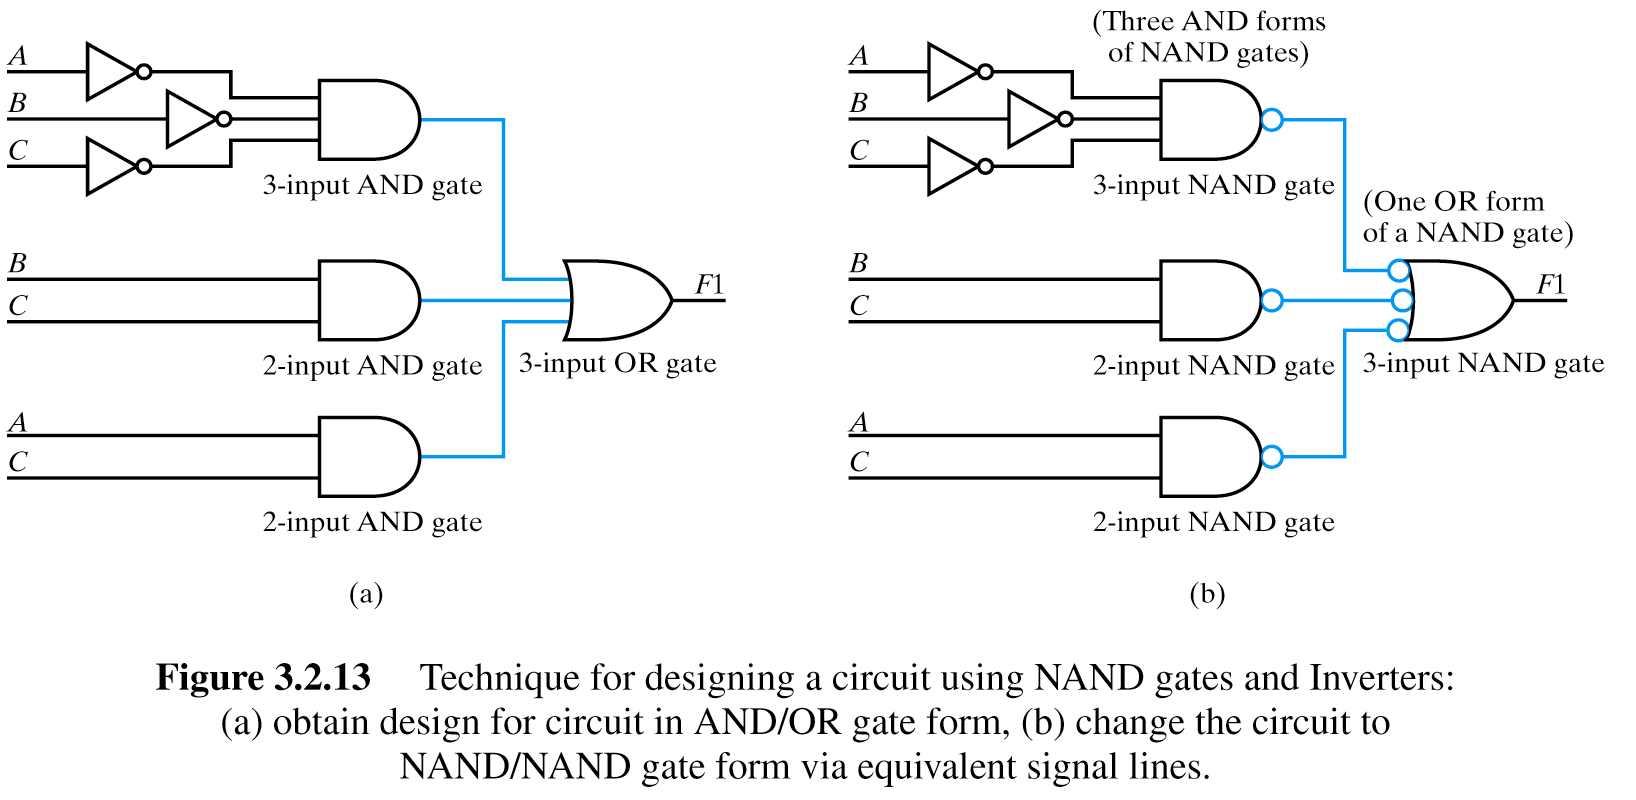 A
B
C
3-input AND gate
B
C
2-input AND gate
3-input OR gate
F1
A
C
2-input AND gate
(a)
(Three AND forms
of NAND gates)
A
B
C
3-input NAND gate
(One OR form
of a NAND gate)
B
C
2-input NAND gate
3-input NAND gate
F1
A
C
2-input NAND gate
(b)
Figure 3.2.13 Technique for designing a circuit using NAND gates and Inverters:
(a) obtain design for circuit in AND/OR gate form, (b) change the circuit to
NAND/NAND gate form via equivalent signal lines.